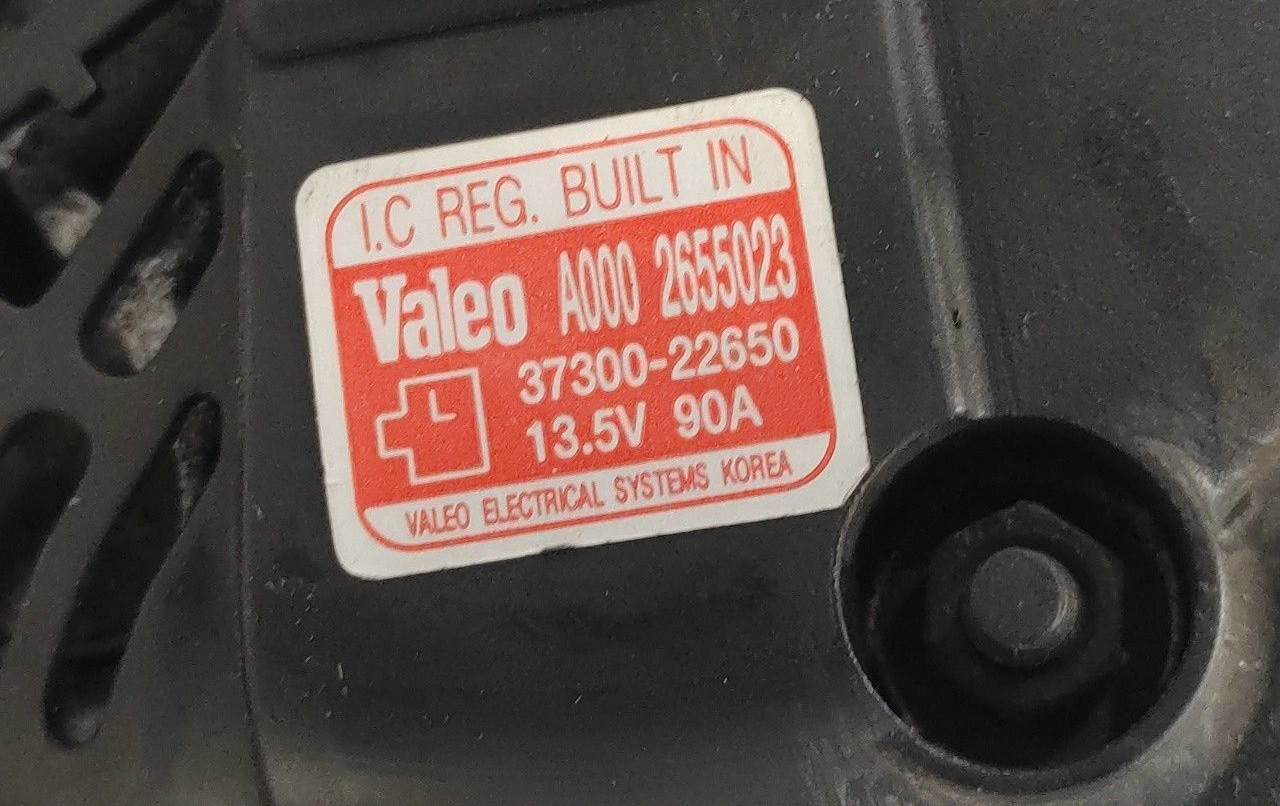 I.C REG. BUILT IN
Valeo A000 2655023
37300-22650
L 13.5V 90A
VALEO ELECTRICAL SYSTEMS KOREA